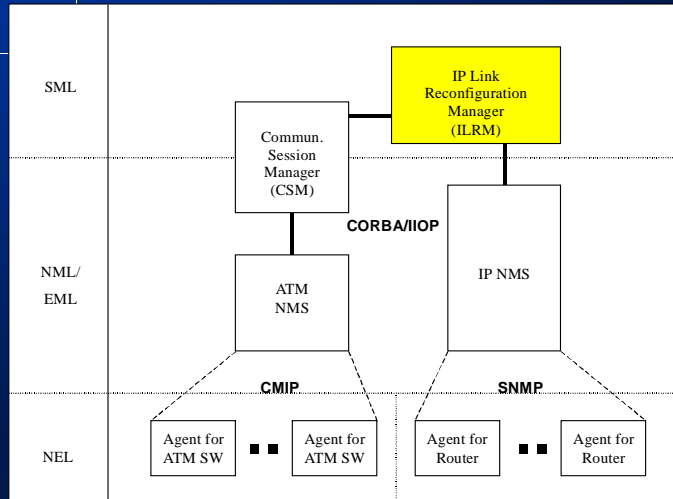 SML
IP Link
Reconfiguration
Manager
(ILRM)
Commun.
Session
Manager
(CSM)
CORBA/IIOP
NML/
EML
ATM
NMS
IP NMS
CMIP
SNMP
NEL
Agent for
ATM SW
Agent for
ATM SW
Agent for
Router
Agent for
Router